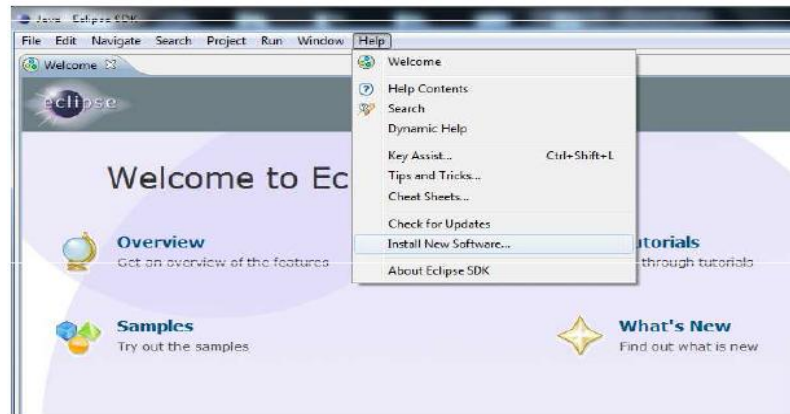 Java - Eclipse SDK
File Edit Navigate Search Project Run Window Help
Welcome
eclipse
Welcome
Help Contents
Search
Dynamic Help
Key Assist... Ctrl+Shift+L
Tips and Tricks...
Cheat Sheets...
Check for Updates
Install New Software...
About Eclipse SDK
Welcome to Ec
Overview
Get an overview of the features
torials
through tutorials
Samples
Try out the samples
What's New
Find out what is new